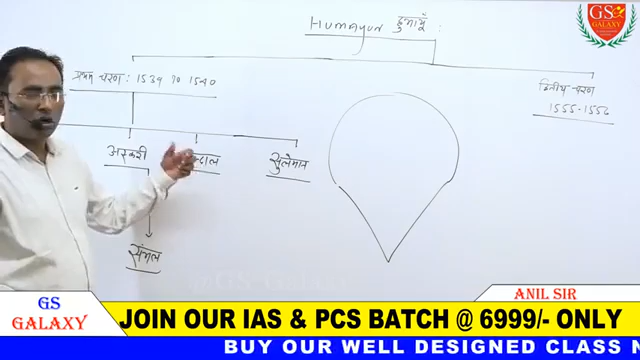 Humayun हुमायूँ :
प्रथम चरण : 1539 TO 1540
द्वितीय चरण
1555-1556
अस्करी
सुलेमान
संभल
GS
GALAXY
ANIL SIR
GS
GALAXY
JOIN OUR IAS & PCS BATCH @ 6999/- ONLY
BUY OUR WELL DESIGNED CLASS N